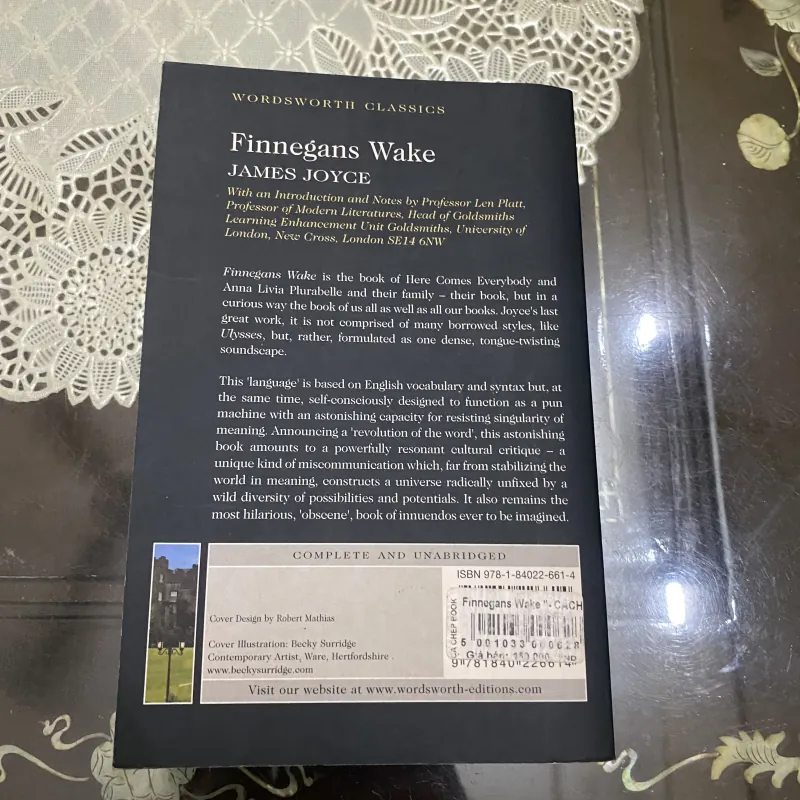 WORDSWORTH CLASSICS
Finnegans Wake
JAMES JOYCE
With an Introduction and Notes by Professor Len Platt,
Professor of Modern Literatures, Head of Goldsmiths
Learning Enhancement Unit Goldsmiths, University of
London, New Cross, London SE14 6NW
Finnegans Wake is the book of Here Comes Everybody and
Anna Livia Plurabelle and their family – their book, but in a
curious way the book of us all as well as all our books. Joyce's last
great work, it is not comprised of many borrowed styles, like
Ulysses, but, rather, formulated as one dense, tongue-twisting
soundscape.
This 'language' is based on English vocabulary and syntax but, at
the same time, self-consciously designed to function as a pun
machine with an astonishing capacity for resisting singularity of
meaning. Announcing a 'revolution of the word', this astonishing
book amounts to a powerfully resonant cultural critique – a
unique kind of miscommunication which, far from stabilizing the
world in meaning, constructs a universe radically unfixed by a
wild diversity of possibilities and potentials. It also remains the
most hilarious, 'obscene', book of innuendos ever to be imagined.
COMPLETE AND UNABRIDGED
ISBN 978-1-84022-661-4
Finnegans Wake "- CACH
CA CHEP BOOK
Giá bán:
Cover Design by Robert Mathias
Cover Illustration: Becky Surridge
Contemporary Artist, Ware, Hertfordshire .
www.beckysurridge.com
Visit our website at www.wordsworth-editions.com